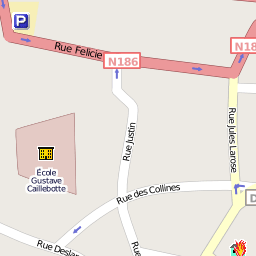 P
Rue Felicie
N186
N18
Rue Justin
Rue Jules Larose
École
Gustave
Caillebotte
Rue des Collines
D
Rue Deslan